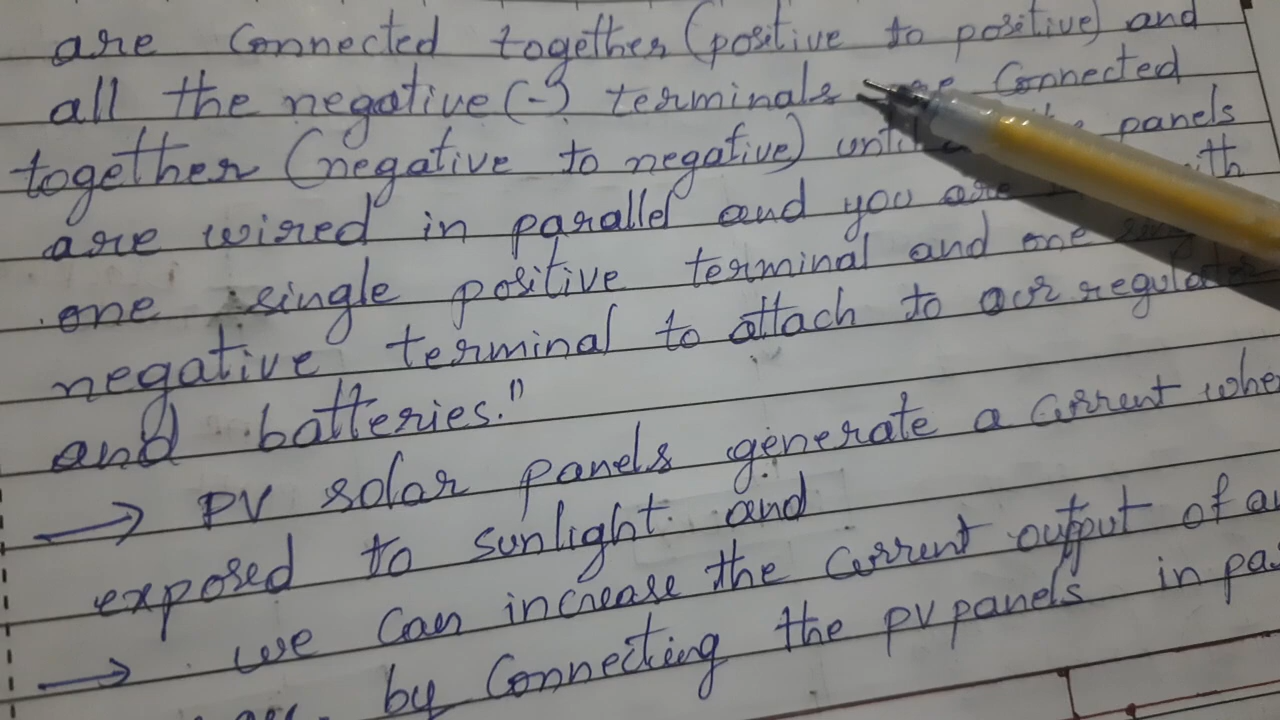 are connected together (positive to positive) and
all the negative (-) terminals connected
together (negative to negative) panels
are wired in parallel and you are
one single positive terminal and one
negative terminal to attach to our regulator
and batteries."
→ PV solar panels generate a current
exposed to sunlight and
→ we can increase the current output of
by connecting the PV panels in